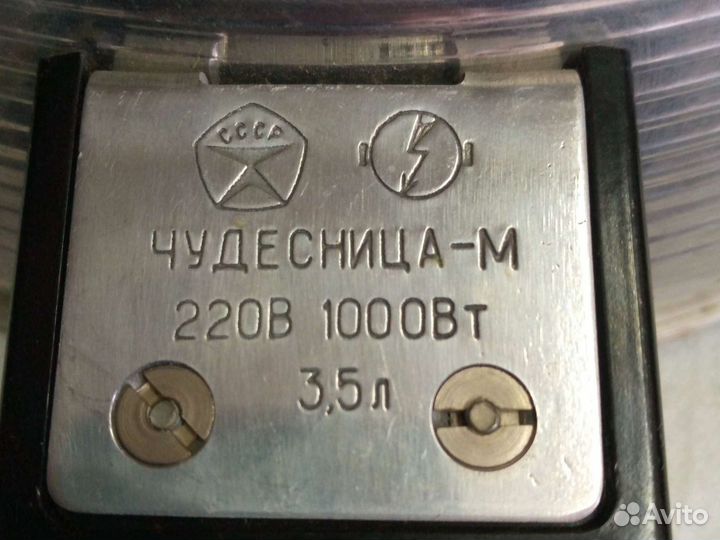 СССР
ЧУДЕСНИЦА-М
220В 1000Вт
3,5л
Avito